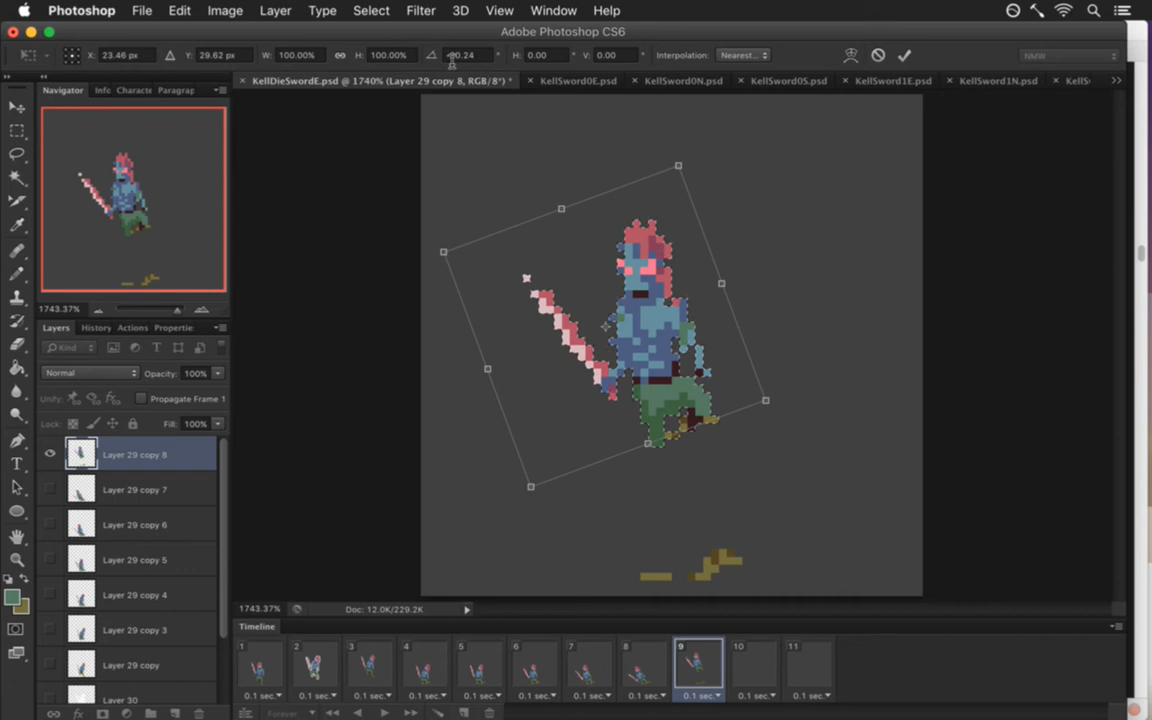 Photoshop File Edit Image Layer Type Select Filter 3D View Window Help
Adobe Photoshop CS6
X: 23.46 px Y: 29.62 px W: 100.00% H: 100.00% H: 0.00 V: 0.00 Interpolation: Nearest... NMW
Navigator Info Characte Paragrap
KellDieSwordE.psd @ 1740% (Layer 29 copy 8, RGB/8*) * KellSword0E.psd KellSword0N.psd KellSword0S.psd KellSword1E.psd KellSword1N.psd KellS
1743.37%
Layers History Actions Propertie
Kind
Normal Opacity: 100%
Unify: Propagate Frame 1
Lock: Fill: 100%
Layer 29 copy 8
Layer 29 copy 7
Layer 29 copy 6
Layer 29 copy 5
Layer 29 copy 4
Layer 29 copy 3
Layer 29 copy
Layer 30
1743.37% Doc: 12.0K/229.2K
Timeline
1 2 3 4 5 6 7 8 9 10 11
0.1 sec. 0.1 sec. 0.1 sec. 0.1 sec. 0.1 sec. 0.1 sec. 0.1 sec. 0.1 sec. 0.1 sec. 0.1 sec. 0.1 sec.
Forever